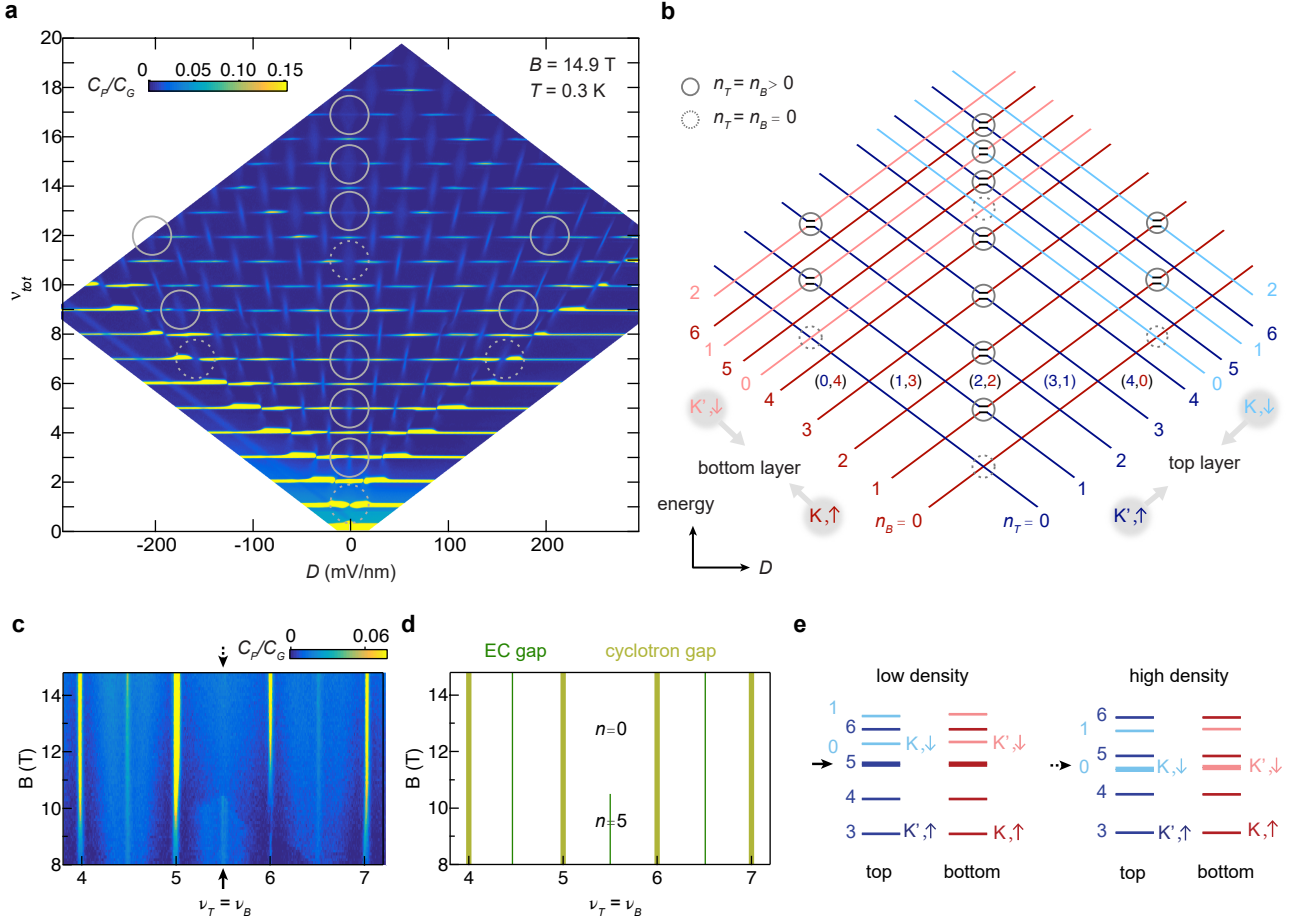 a
20
18
16
14
12
10
8
6
4
2
0
ν_tot
C_P/C_G
0 0.05 0.10 0.15
B = 14.9 T
T = 0.3 K
-200 -100 0 100 200
D (mV/nm)
b
n_T = n_B > 0
n_T = n_B = 0
2
6
1
5
0
4
3
2
1
n_B = 0
2
6
1
5
0
4
3
2
1
n_T = 0
(0,4) (1,3) (2,2) (3,1) (4,0)
K',↓
bottom layer
K,↑
K,↓
top layer
K',↑
energy
D
c
C_P/C_G
0 0.06
14
12
10
8
B (T)
4 5 6 7
ν_T = ν_B
d
EC gap cyclotron gap
14
12
10
8
B (T)
n=0
n=5
4 5 6 7
ν_T = ν_B
e
low density
1
6
0
5
4
3
K,↓
K',↓
K',↑
K,↑
top bottom
high density
6
1
5
0
4
3
K,↓
K',↓
K',↑
K,↑
top bottom